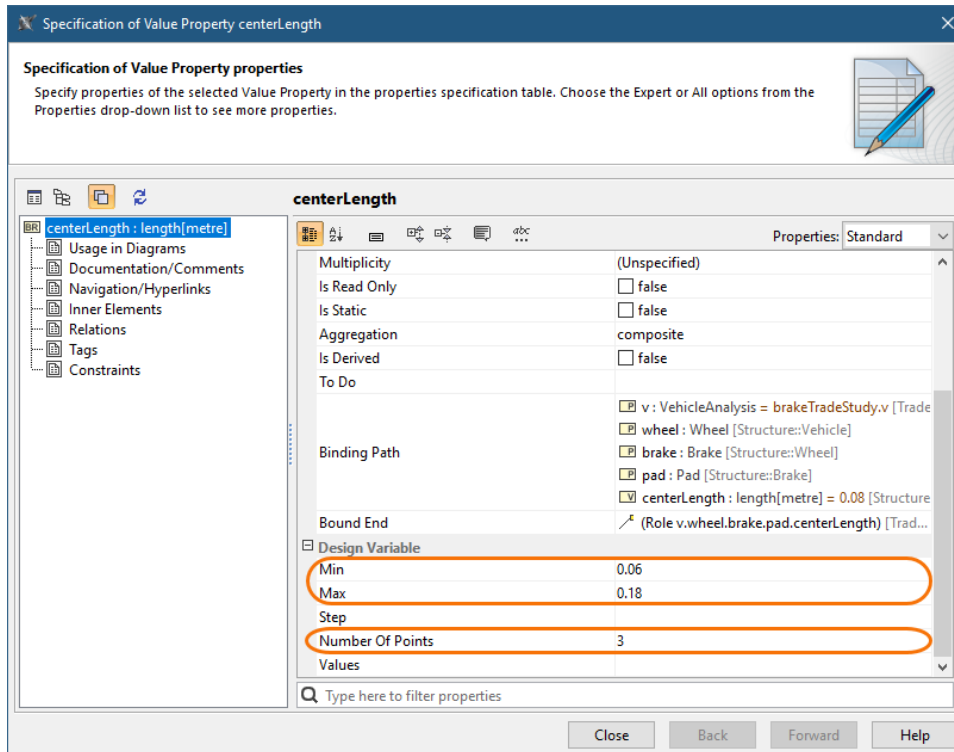 Specification of Value Property centerLength
Specification of Value Property properties
Specify properties of the selected Value Property in the properties specification table. Choose the Expert or All options from the
Properties drop-down list to see more properties.
centerLength
BR centerLength : length[metre]
Usage in Diagrams
Documentation/Comments
Navigation/Hyperlinks
Inner Elements
Relations
Tags
Constraints
abc
Properties: Standard
Multiplicity (Unspecified)
Is Read Only false
Is Static false
Aggregation composite
Is Derived false
To Do
Binding Path
P v : VehicleAnalysis = brakeTradeStudy.v [Trade
P wheel : Wheel [Structure::Vehicle]
P brake : Brake [Structure::Wheel]
P pad : Pad [Structure::Brake]
V centerLength : length[metre] = 0.08 [Structure
Bound End (Role v.wheel.brake.pad.centerLength) [Trad...
Design Variable
Min 0.06
Max 0.18
Step
Number Of Points 3
Values
Type here to filter properties
Close Back Forward Help